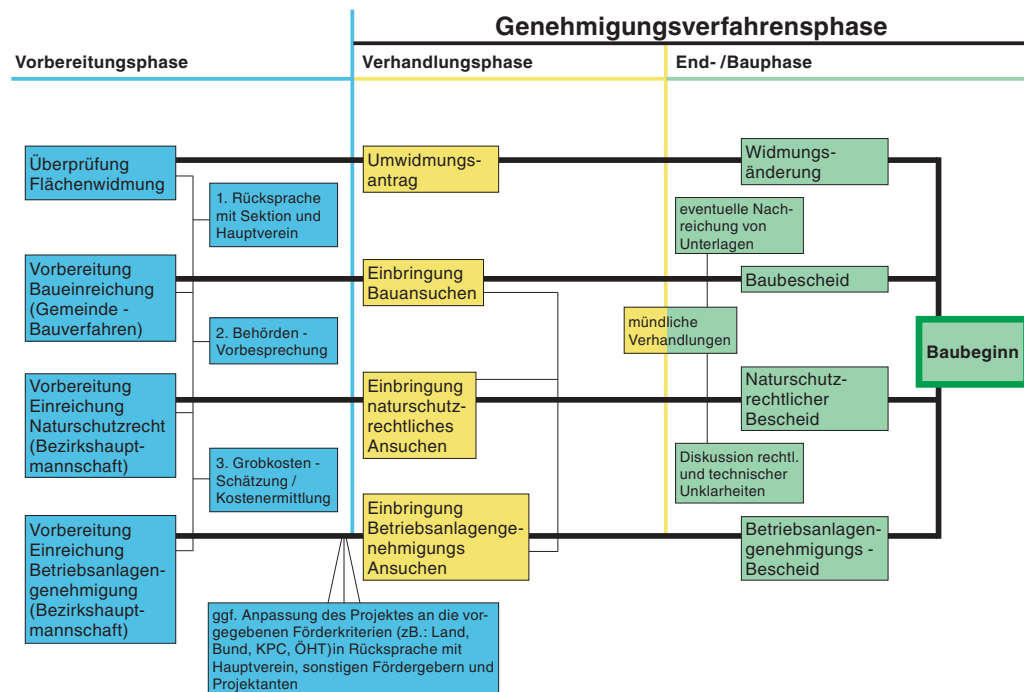 Genehmigungsverfahrensphase
Vorbereitungsphase
Verhandlungsphase
End- /Bauphase
Überprüfung
Flächenwidmung
Umwidmungs-
antrag
Widmungs-
änderung
1. Rücksprache
mit Sektion und
Hauptverein
eventuelle Nach-
reichung von
Unterlagen
Vorbereitung
Baueinreichung
(Gemeinde -
Bauverfahren)
Einbringung
Bauansuchen
Baubescheid
2. Behörden -
Vorbesprechung
mündliche
Verhandlungen
Baubeginn
Vorbereitung
Einreichung
Naturschutzrecht
(Bezirkshaupt-
mannschaft)
Einbringung
naturschutz-
rechtliches
Ansuchen
Naturschutz-
rechtlicher
Bescheid
3. Grobkosten -
Schätzung /
Kostenermittlung
Diskussion rechtl.
und technischer
Unklarheiten
Vorbereitung
Einreichung
Betriebsanlagen-
genehmigung
(Bezirkshaupt-
mannschaft)
Einbringung
Betriebsanlagenge-
nehmigungs
Ansuchen
Betriebsanlagen-
genehmigungs -
Bescheid
ggf. Anpassung des Projektes an die vor-
gegebenen Förderkriterien (zB.: Land,
Bund, KPC, ÖHT)in Rücksprache mit
Hauptverein, sonstigen Fördergebern und
Projektanten